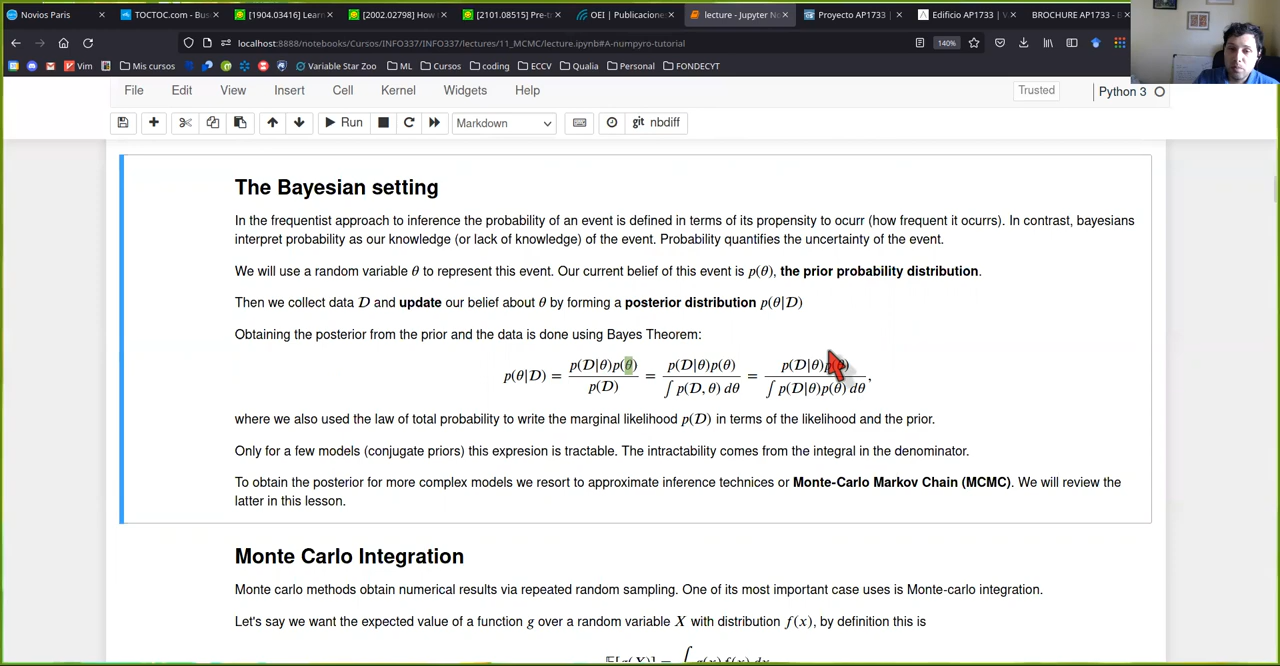 Novios Paris
TOCTOC.com - Bus
[1904.03416] Lear
[2002.02798] How
[2101.08515] Pre-t
OEI | Publicacione
lecture - Jupyter No
Proyecto AP1733
Edificio AP1733 - V
BROCHURE AP1733 -
localhost:8888/notebooks/Cursos/INFO337/INFO337/lectures/11_MCMC/lecture.ipynb#A-numpyro-tutorial
140%
Vim
Mis cursos
Variable Star Zoo
ML
Cursos
coding
ECCV
Qualia
Personal
FONDECYT
File Edit View Insert Cell Kernel Widgets Help
Trusted
Python 3
Run
Markdown
git nbdiff
The Bayesian setting
In the frequentist approach to inference the probability of an event is defined in terms of its propensity to ocurr (how frequent it ocurrs). In contrast, bayesians
interpret probability as our knowledge (or lack of knowledge) of the event. Probability quantifies the uncertainty of the event.
We will use a random variable θ to represent this event. Our current belief of this event is p(θ), the prior probability distribution.
Then we collect data D and update our belief about θ by forming a posterior distribution p(θ|D)
Obtaining the posterior from the prior and the data is done using Bayes Theorem:
p(θ|D) = p(D|θ)p(θ) / p(D) = p(D|θ)p(θ) / ∫ p(D, θ) dθ = p(D|θ)p(θ) / ∫ p(D|θ)p(θ) dθ,
where we also used the law of total probability to write the marginal likelihood p(D) in terms of the likelihood and the prior.
Only for a few models (conjugate priors) this expresion is tractable. The intractability comes from the integral in the denominator.
To obtain the posterior for more complex models we resort to approximate inference technices or Monte-Carlo Markov Chain (MCMC). We will review the
latter in this lesson.
Monte Carlo Integration
Monte carlo methods obtain numerical results via repeated random sampling. One of its most important case uses is Monte-carlo integration.
Let's say we want the expected value of a function g over a random variable X with distribution f(x), by definition this is
𝔼[g(X)] = ∫ g(x) f(x) dx